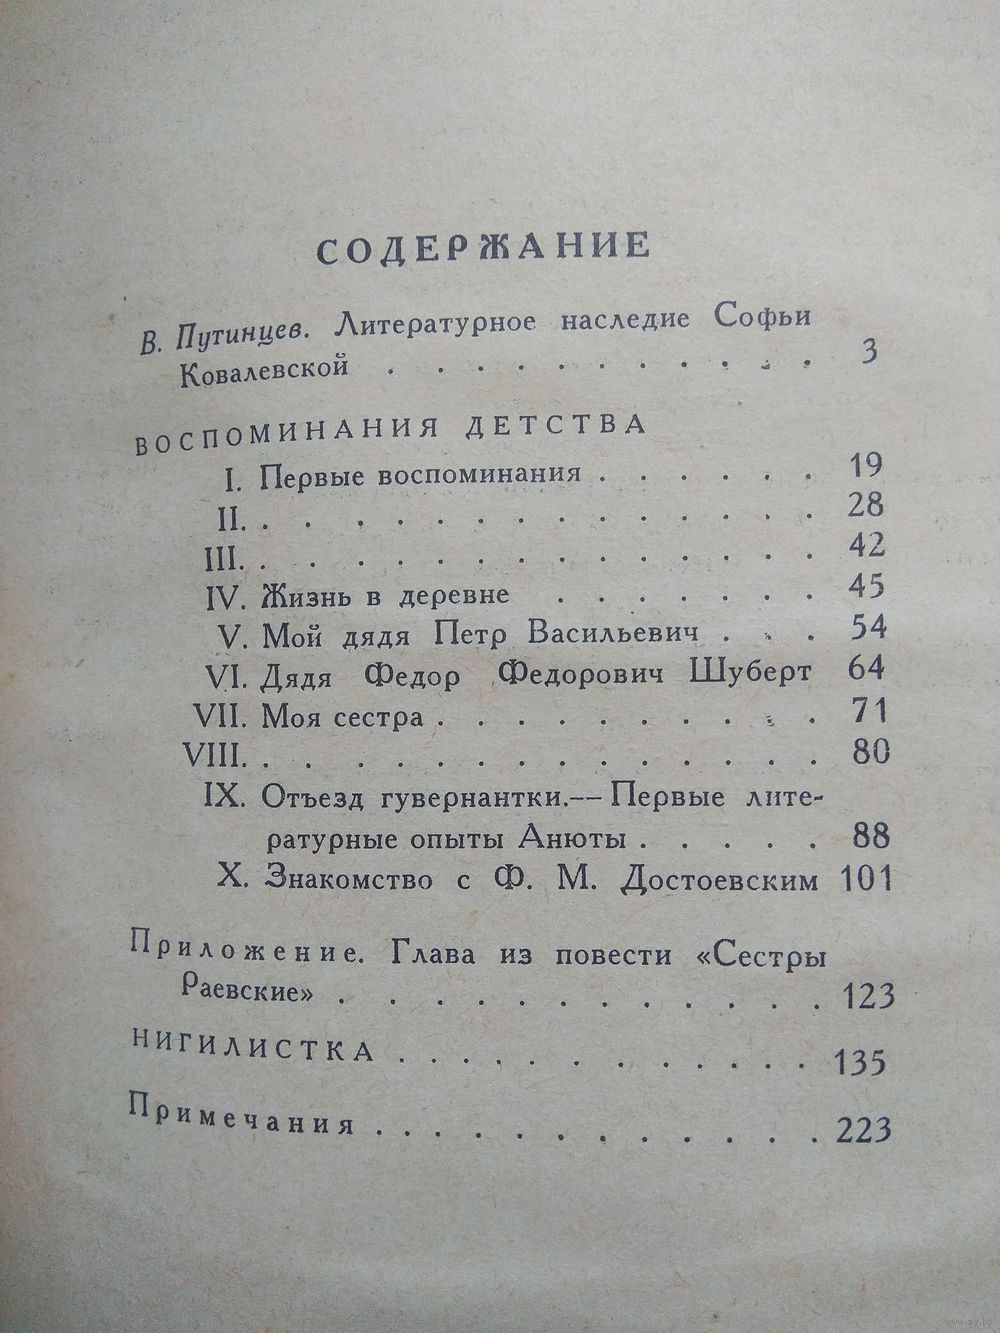 СОДЕРЖАНИЕ
В. Путинцев. Литературное наследие Софьи
Ковалевской . . . . . . . . . . . 3
ВОСПОМИНАНИЯ ДЕТСТВА
I. Первые воспоминания . . . . . . 19
II. . . . . . . . . . . . . . . . 28
III. . . . . . . . . . . . . . . . 42
IV. Жизнь в деревне . . . . . . . 45
V. Мой дядя Петр Васильевич . . . 54
VI. Дядя Федор Федорович Шуберт 64
VII. Моя сестра . . . . . . . . . . 71
VIII. . . . . . . . . . . . . . . . 80
IX. Отъезд гувернантки.— Первые лите-
ратурные опыты Анюты . . . . . 88
X. Знакомство с Ф. М. Достоевским 101
Приложение. Глава из повести «Сестры
Раевские» . . . . . . . . . . . . 123
НИГИЛИСТКА . . . . . . . . . . . . 135
Примечания . . . . . . . . . . . . 223
www.ay.by